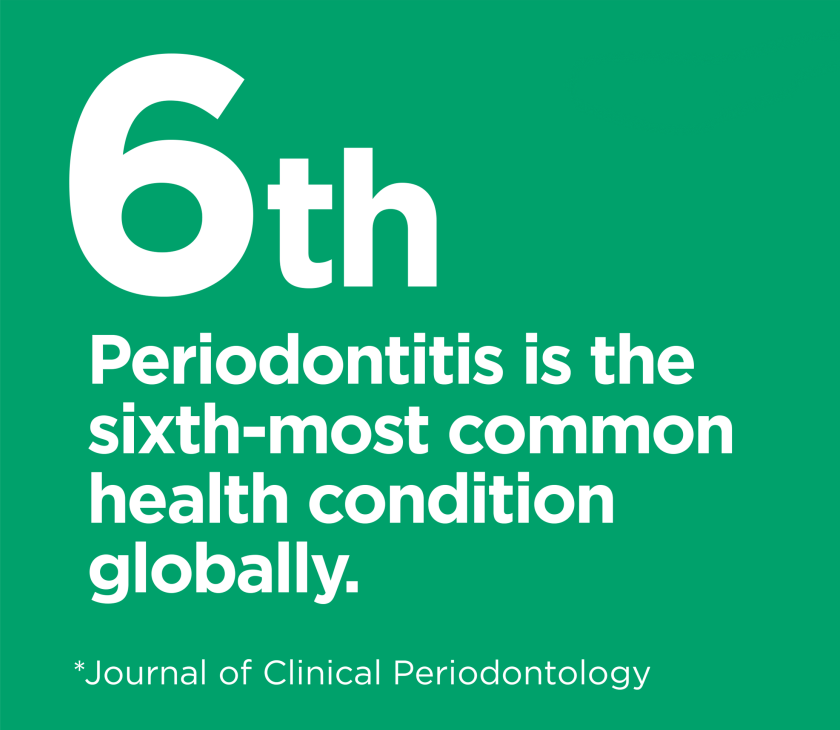 6th
Periodontitis is the
sixth-most common
health condition
globally.
*Journal of Clinical Periodontology